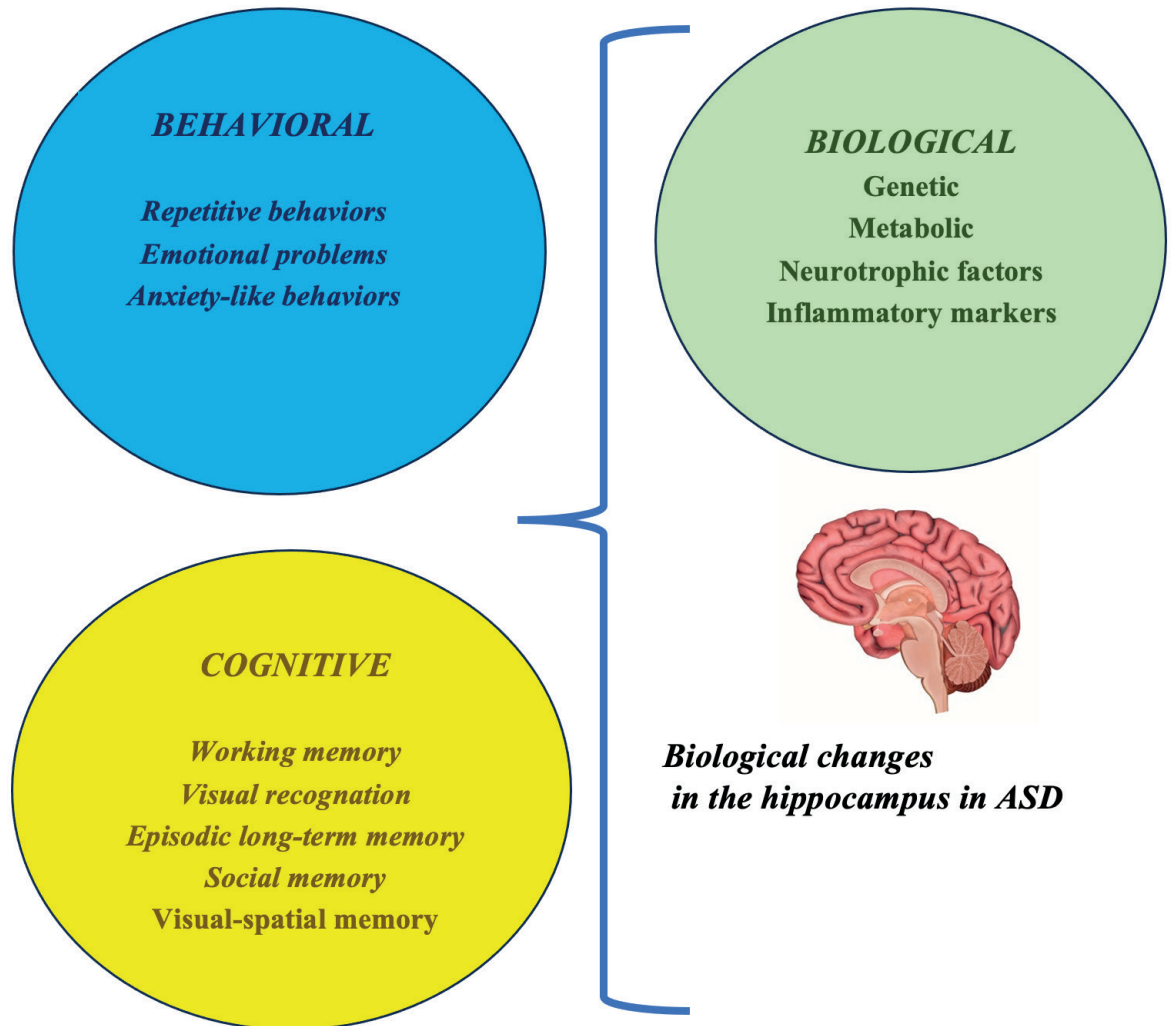 BEHAVIORAL
Repetitive behaviors
Emotional problems
Anxiety-like behaviors
COGNITIVE
Working memory
Visual recognation
Episodic long-term memory
Social memory
Visual-spatial memory
BIOLOGICAL
Genetic
Metabolic
Neurotrophic factors
Inflammatory markers
Biological changes
in the hippocampus in ASD